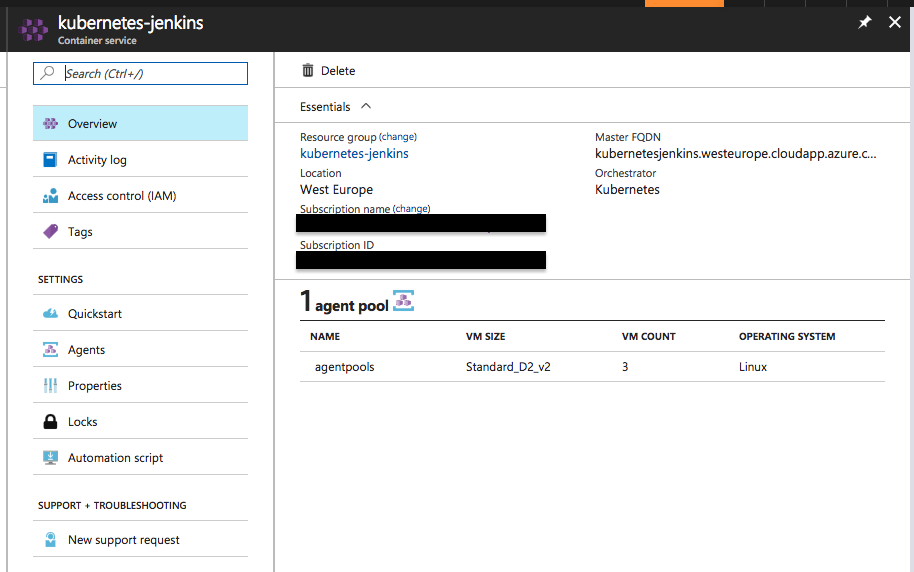 kubernetes-jenkins
Container service
Search (Ctrl+/)
Overview
Activity log
Access control (IAM)
Tags
SETTINGS
Quickstart
Agents
Properties
Locks
Automation script
SUPPORT + TROUBLESHOOTING
New support request
Delete
Essentials
Resource group (change)
kubernetes-jenkins
Location
West Europe
Subscription name (change)
Subscription ID
Master FQDN
kubernetesjenkins.westeurope.cloudapp.azure.c...
Orchestrator
Kubernetes
1 agent pool
NAME VM SIZE VM COUNT OPERATING SYSTEM
agentpools Standard_D2_v2 3 Linux